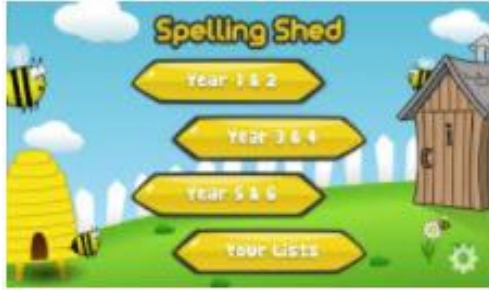 Spelling Shed
Year 1 & 2
Year 3 & 4
Year 5 & 6
Your Lists